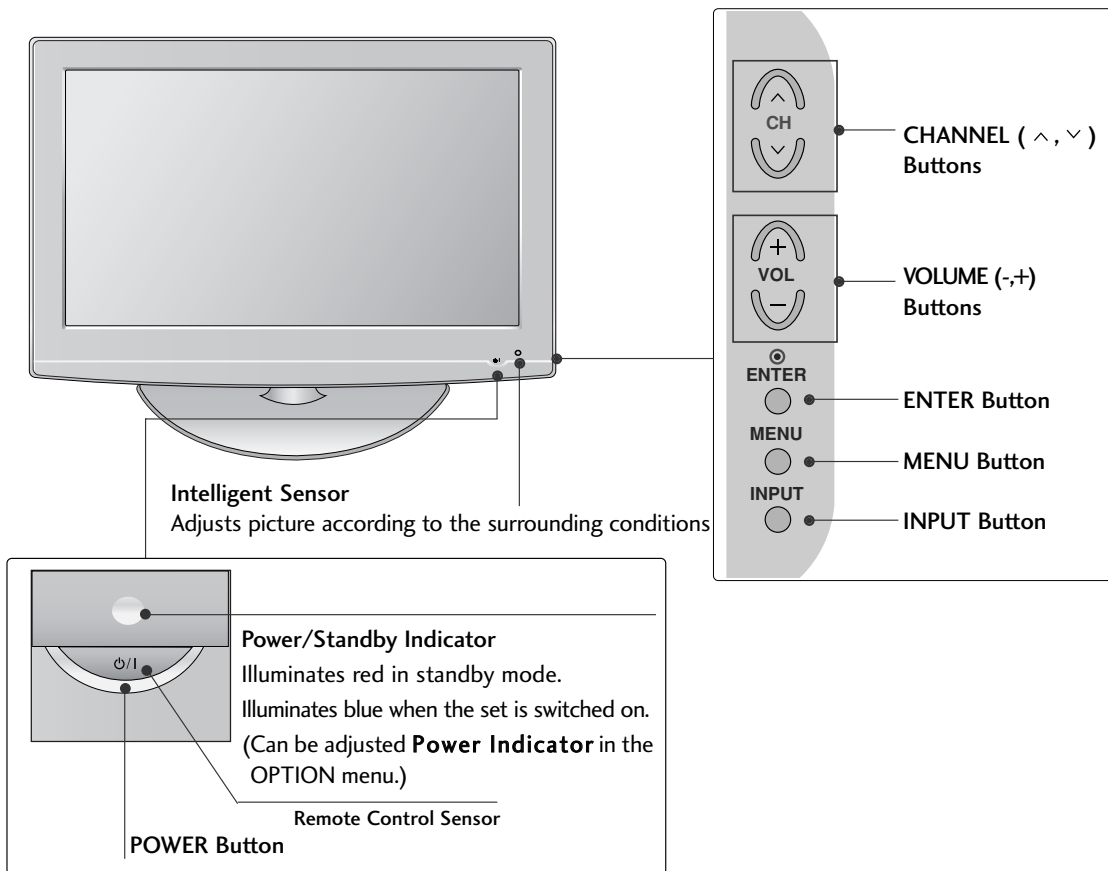 CH
CHANNEL ( ^, ˅ )
Buttons
+
VOL
-
VOLUME (-,+)
Buttons
ENTER
ENTER Button
MENU
MENU Button
INPUT
INPUT Button
Intelligent Sensor
Adjusts picture according to the surrounding conditions
Power/Standby Indicator
Illuminates red in standby mode.
Illuminates blue when the set is switched on.
(Can be adjusted Power Indicator in the
OPTION menu.)
⏻/I
Remote Control Sensor
POWER Button